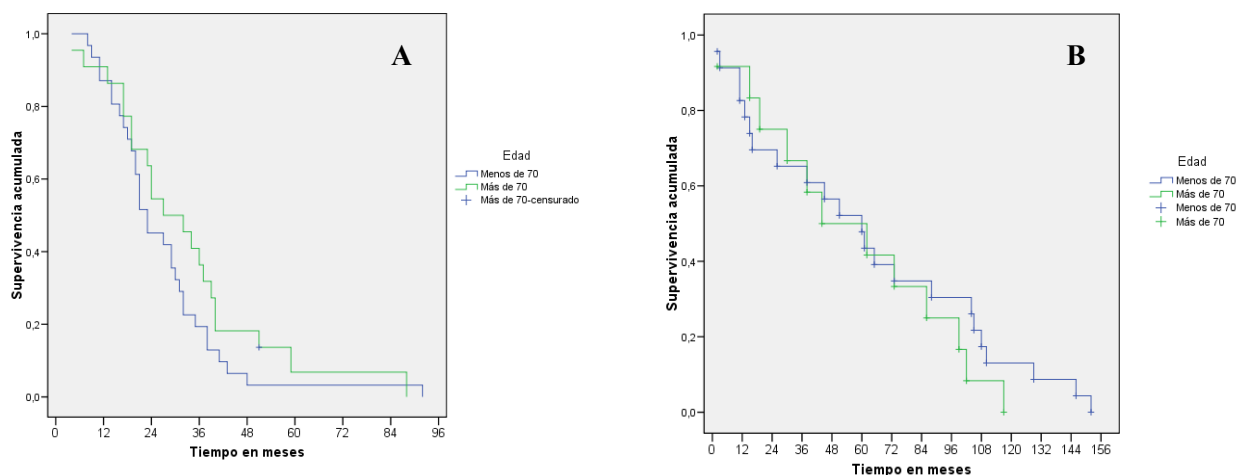 A
Supervivencia acumulada
1,0
0,8
0,6
0,4
0,2
0,0
0 12 24 36 48 60 72 84 96
Tiempo en meses
Edad
Menos de 70
Más de 70
Más de 70-censurado
B
Supervivencia acumulada
1,0
0,8
0,6
0,4
0,2
0,0
0 12 24 36 48 60 72 84 96 108 120 132 144 156
Tiempo en meses
Edad
Menos de 70
Más de 70
Menos de 70
Más de 70